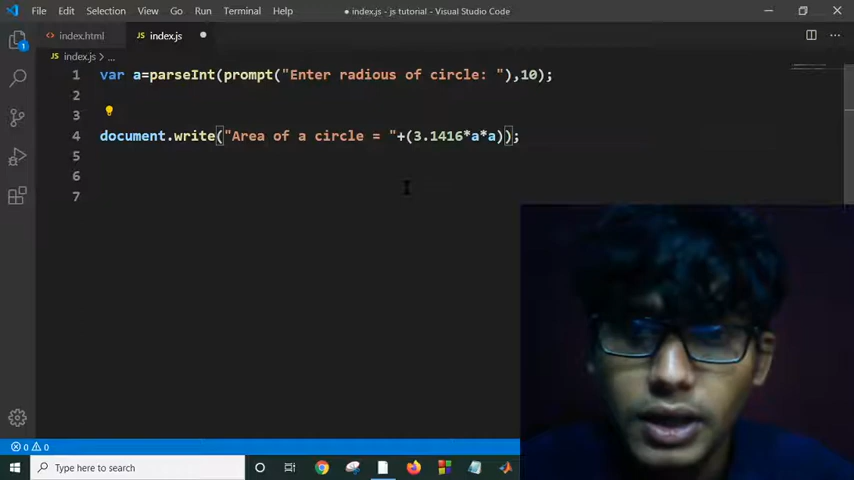 File Edit Selection View Go Run Terminal Help ● index.js - js tutorial - Visual Studio Code
index.html JS index.js
JS index.js > ...
1 var a=parseInt(prompt("Enter radious of circle: "),10);
2
3
4 document.write("Area of a circle = "+(3.1416*a*a));
5
6
7
1
0 0
Type here to search